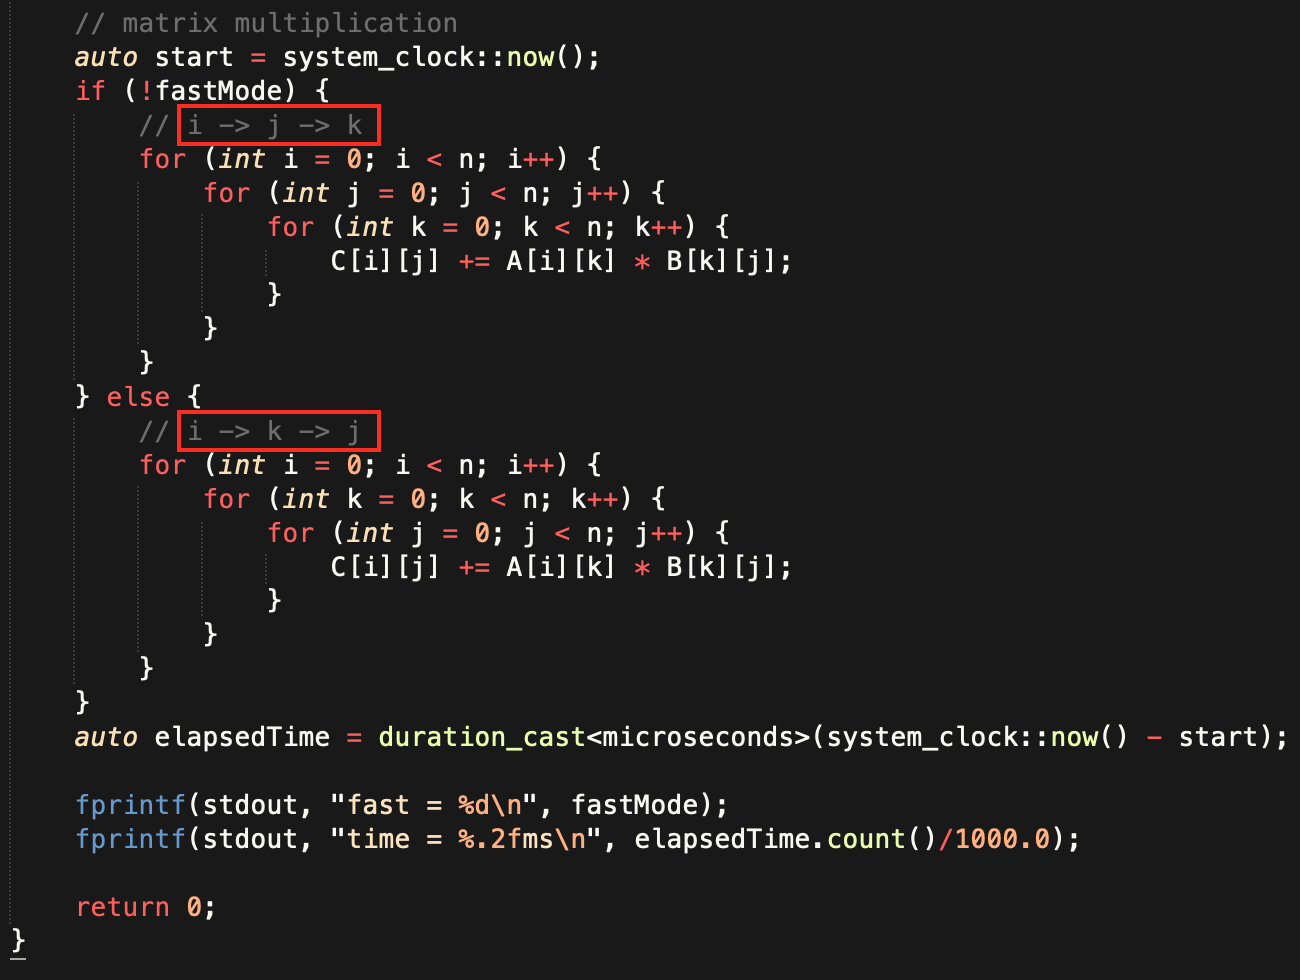 // matrix multiplication
auto start = system_clock::now();
if (!fastMode) {
// i -> j -> k
for (int i = 0; i < n; i++) {
for (int j = 0; j < n; j++) {
for (int k = 0; k < n; k++) {
C[i][j] += A[i][k] * B[k][j];
}
}
}
} else {
// i -> k -> j
for (int i = 0; i < n; i++) {
for (int k = 0; k < n; k++) {
for (int j = 0; j < n; j++) {
C[i][j] += A[i][k] * B[k][j];
}
}
}
}
auto elapsedTime = duration_cast<microseconds>(system_clock::now() - start);
fprintf(stdout, "fast = %d\n", fastMode);
fprintf(stdout, "time = %.2fms\n", elapsedTime.count()/1000.0);
return 0;
}